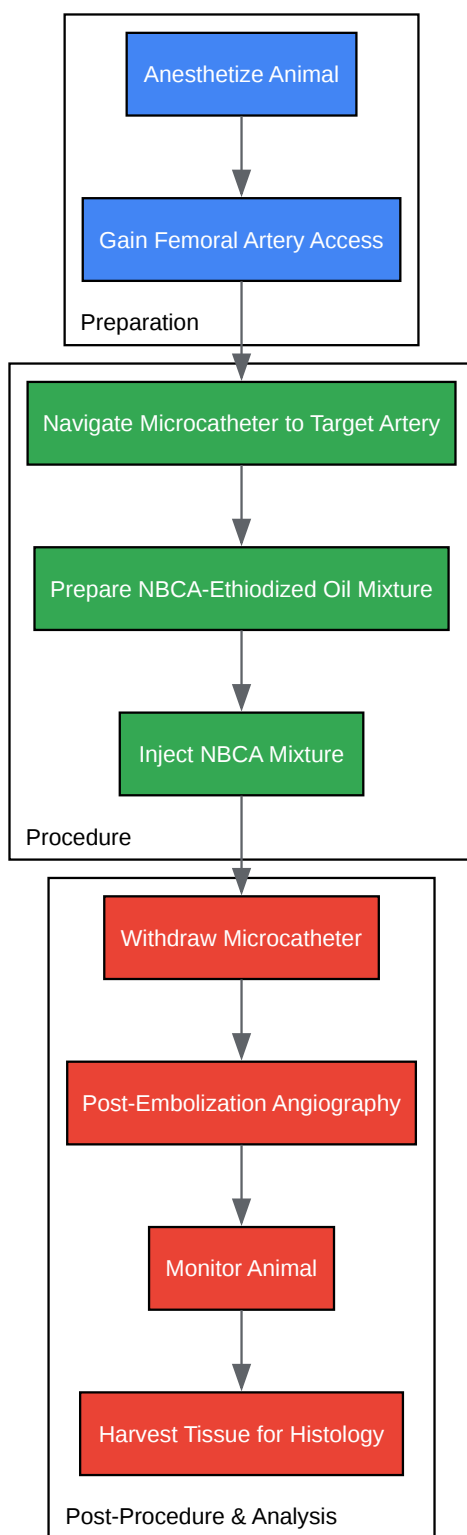 Anesthetize Animal
Gain Femoral Artery Access
Preparation
Navigate Microcatheter to Target Artery
Prepare NBCA-Ethiodized Oil Mixture
Inject NBCA Mixture
Procedure
Withdraw Microcatheter
Post-Embolization Angiography
Monitor Animal
Harvest Tissue for Histology
Post-Procedure & Analysis